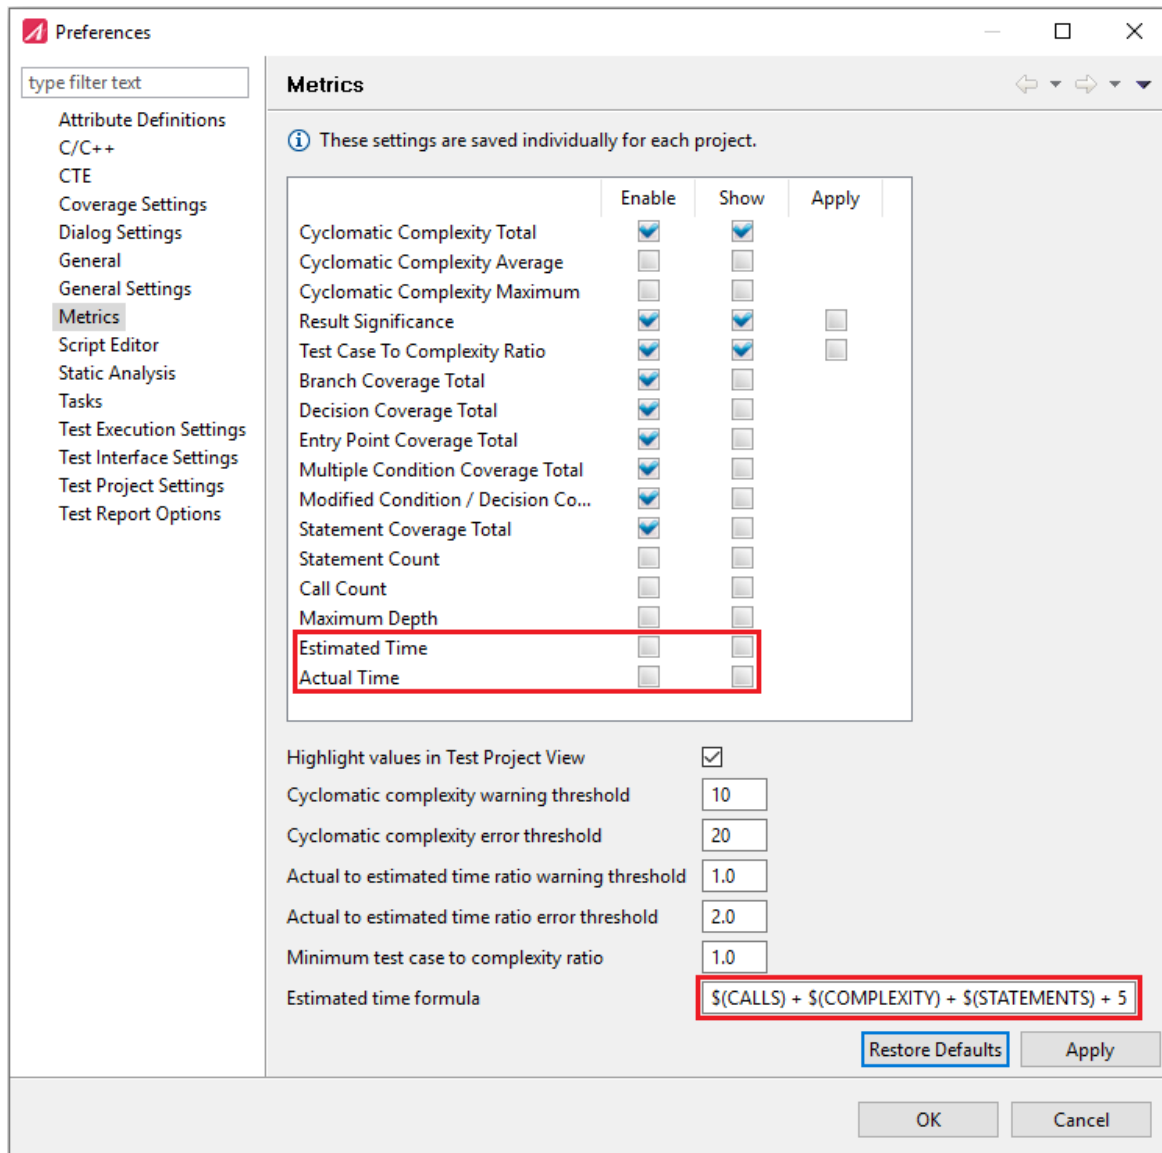 Preferences
type filter text
Attribute Definitions
C/C++
CTE
Coverage Settings
Dialog Settings
General
General Settings
Metrics
Script Editor
Static Analysis
Tasks
Test Execution Settings
Test Interface Settings
Test Project Settings
Test Report Options
Metrics
These settings are saved individually for each project.
Enable Show Apply
Cyclomatic Complexity Total
Cyclomatic Complexity Average
Cyclomatic Complexity Maximum
Result Significance
Test Case To Complexity Ratio
Branch Coverage Total
Decision Coverage Total
Entry Point Coverage Total
Multiple Condition Coverage Total
Modified Condition / Decision Co...
Statement Coverage Total
Statement Count
Call Count
Maximum Depth
Estimated Time
Actual Time
Highlight values in Test Project View
Cyclomatic complexity warning threshold 10
Cyclomatic complexity error threshold 20
Actual to estimated time ratio warning threshold 1.0
Actual to estimated time ratio error threshold 2.0
Minimum test case to complexity ratio 1.0
Estimated time formula $(CALLS) + $(COMPLEXITY) + $(STATEMENTS) + 5
Restore Defaults Apply
OK Cancel